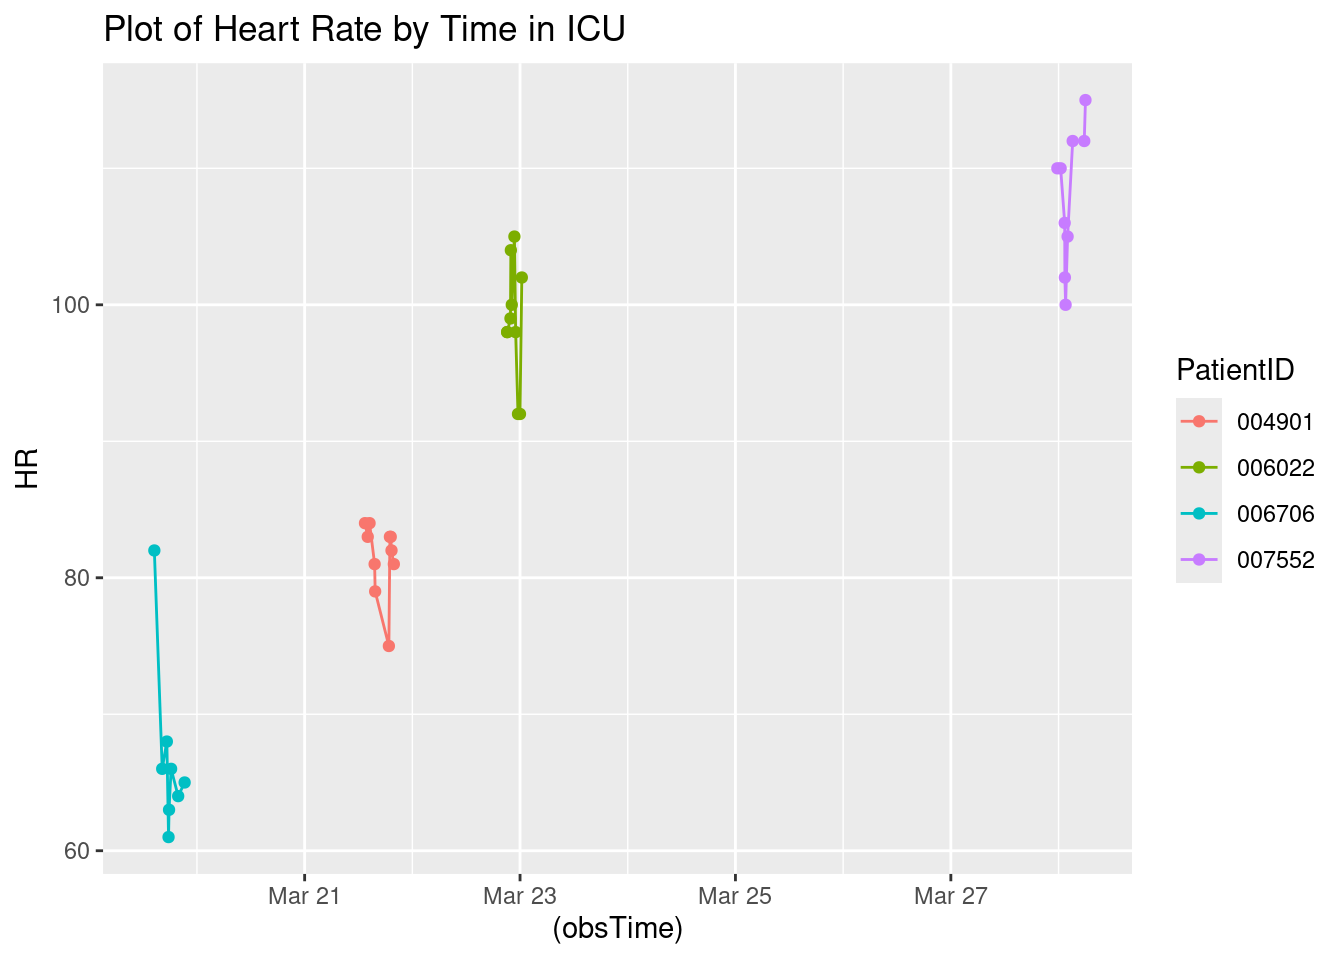 Plot of Heart Rate by Time in ICU
HR
100
80
60
Mar 21
Mar 23
Mar 25
Mar 27
(obsTime)
PatientID
004901
006022
006706
007552